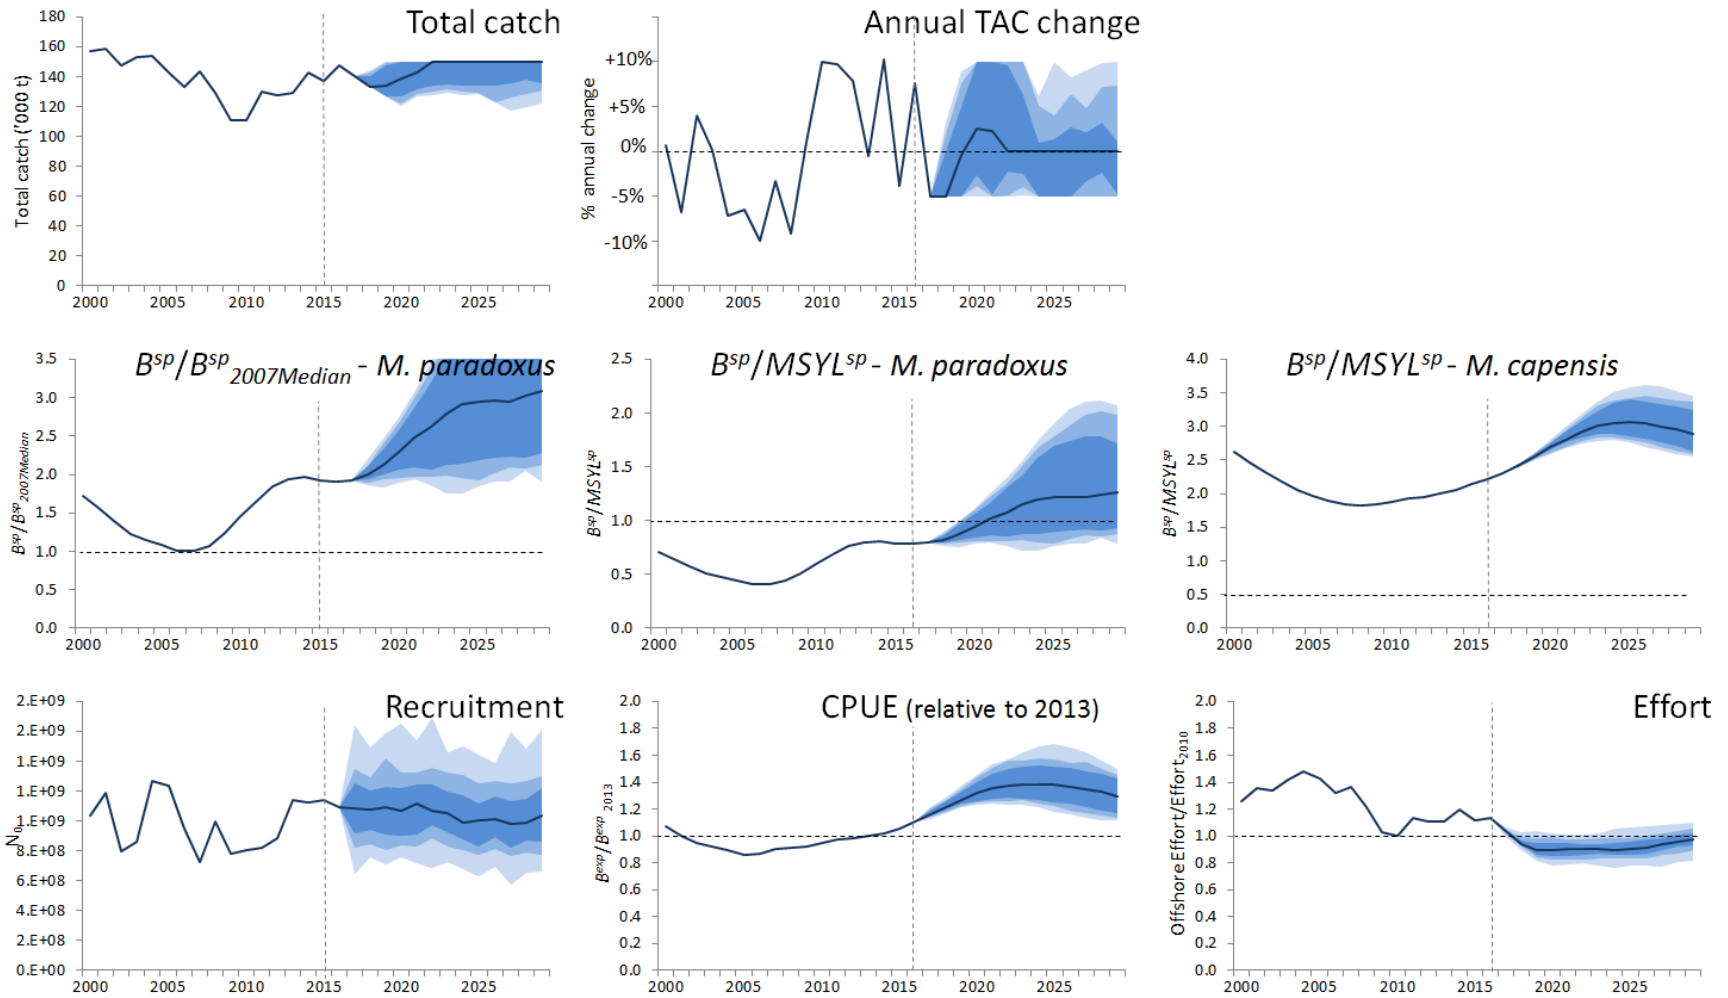 Total catch
Total catch ('000 t)
180
160
140
120
100
80
60
40
20
0
2000 2005 2010 2015 2020 2025
Annual TAC change
% annual change
+10%
+5%
0%
-5%
-10%
2000 2005 2010 2015 2020 2025
Bsp/Bsp2007Median - M. paradoxus
Bsp/Bsp2007Median
3.5
3.0
2.5
2.0
1.5
1.0
0.5
0.0
2000 2005 2010 2015 2020 2025
Bsp/MSYLsp - M. paradoxus
Bsp/MSYLsp
2.5
2.0
1.5
1.0
0.5
0.0
2000 2005 2010 2015 2020 2025
Bsp/MSYLsp - M. capensis
Bsp/MSYLsp
4.0
3.5
3.0
2.5
2.0
1.5
1.0
0.5
0.0
2000 2005 2010 2015 2020 2025
Recruitment
N0
2.E+09
2.E+09
1.E+09
1.E+09
1.E+09
8.E+08
6.E+08
4.E+08
2.E+08
0.E+00
2000 2005 2010 2015 2020 2025
CPUE (relative to 2013)
Bexp/Bexp2013
2.0
1.8
1.6
1.4
1.2
1.0
0.8
0.6
0.4
0.2
0.0
2000 2005 2010 2015 2020 2025
Effort
Offshore Effort/Effort2010
2.0
1.8
1.6
1.4
1.2
1.0
0.8
0.6
0.4
0.2
0.0
2000 2005 2010 2015 2020 2025